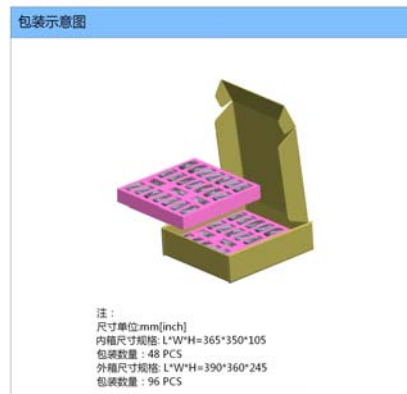 包装示意图
注：
尺寸单位:mm[inch]
内箱尺寸规格: L*W*H=365*350*105
包装数量：48 PCS
外箱尺寸规格: L*W*H=390*360*245
包装数量：96 PCS